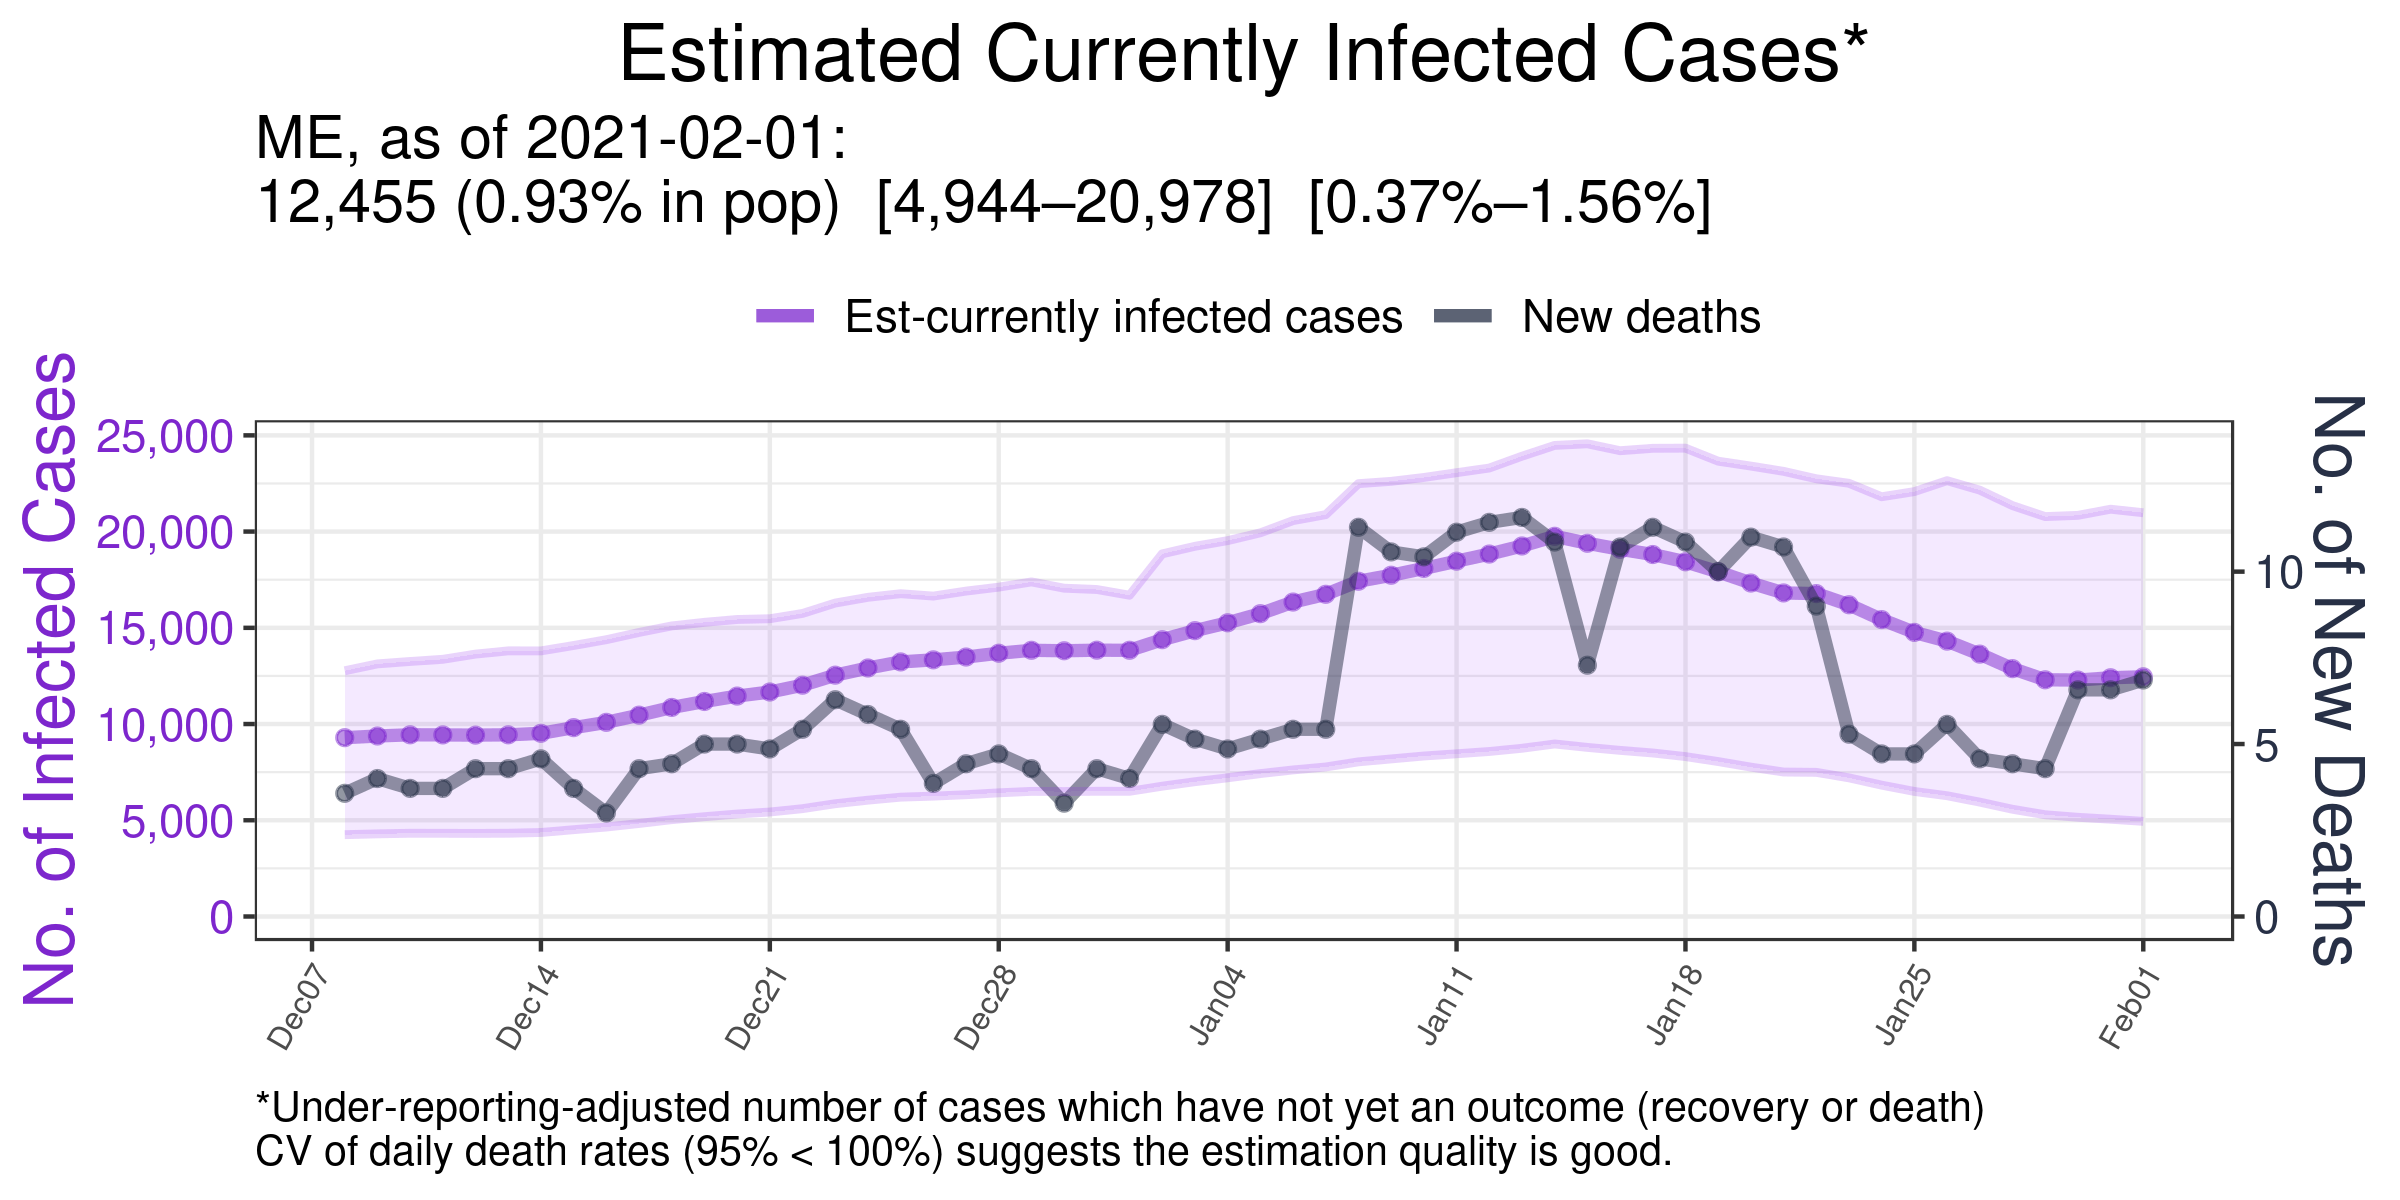 Estimated Currently Infected Cases*
ME, as of 2021-02-01:
12,455 (0.93% in pop)  [4,944–20,978]  [0.37%–1.56%]
Est-currently infected cases
New deaths
No. of Infected Cases
25,000
20,000
15,000
10,000
5,000
0
No. of New Deaths
10
5
0
Dec07
Dec14
Dec21
Dec28
Jan04
Jan11
Jan18
Jan25
Feb01
*Under-reporting-adjusted number of cases which have not yet an outcome (recovery or death)
CV of daily death rates (95% < 100%) suggests the estimation quality is good.